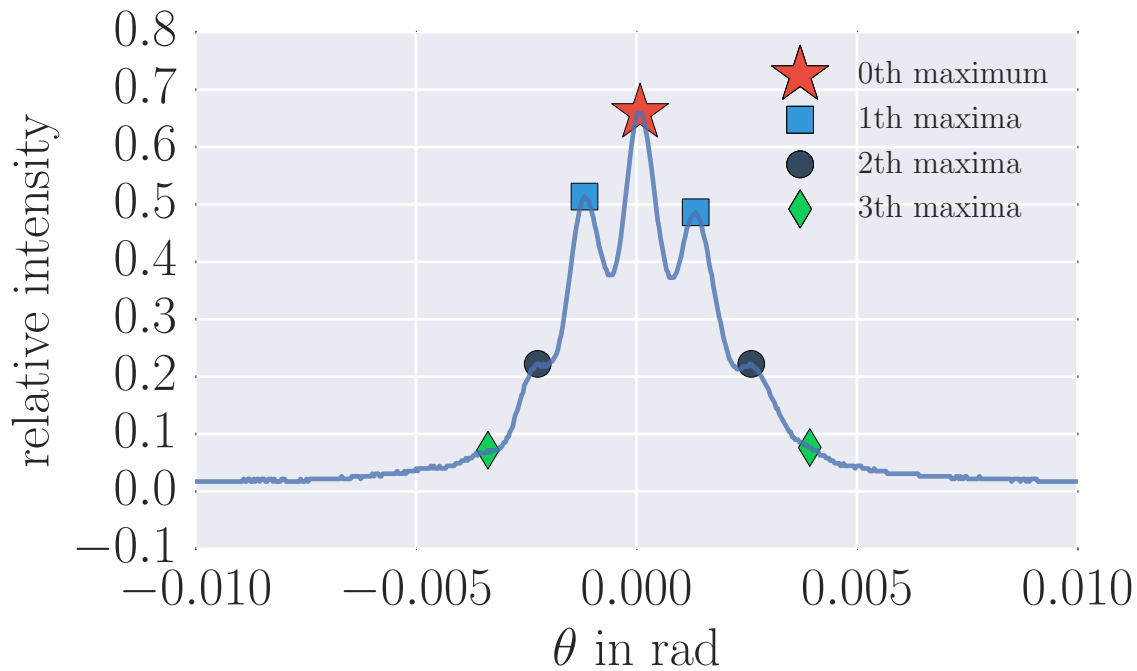 0.8
0.7
0.6
0.5
0.4
0.3
0.2
0.1
0.0
−0.1
relative intensity
0th maximum
1th maxima
2th maxima
3th maxima
−0.010 −0.005 0.000 0.005 0.010
θ in rad